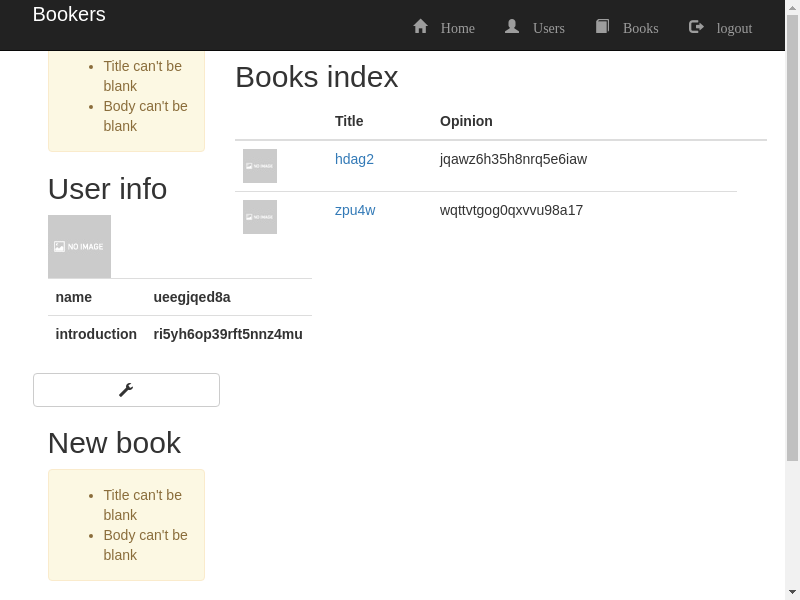 Bookers
Home Users Books logout
Title can't be
blank
Body can't be
blank
User info
NO IMAGE
name ueegjqed8a
introduction ri5yh6op39rft5nnz4mu
New book
Title can't be
blank
Body can't be
blank
Books index
Title Opinion
NO IMAGE hdag2 jqawz6h35h8nrq5e6iaw
NO IMAGE zpu4w wqttvtgog0qxvvu98a17